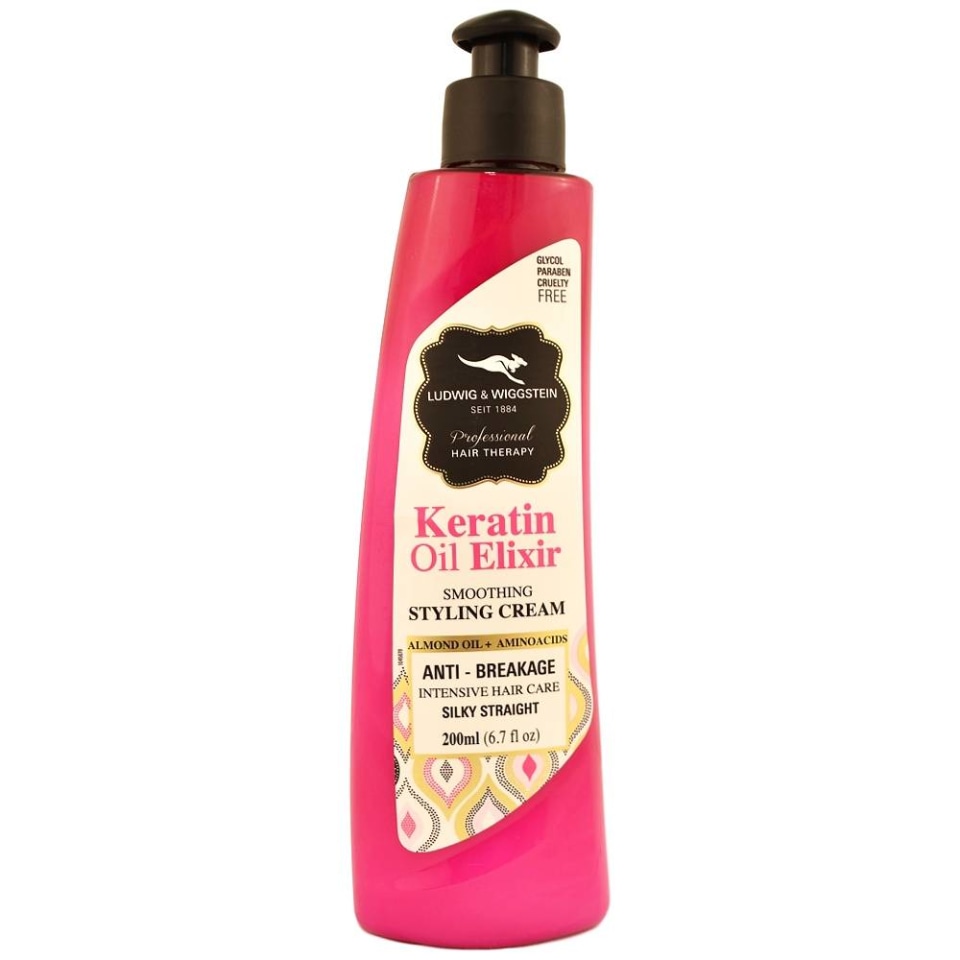 GLYCOL
PARABEN
CRUELTY
FREE
LUDWIG & WIGGSTEIN
SEIT 1884
Professional
HAIR THERAPY
Keratin
Oil Elixir
SMOOTHING
STYLING CREAM
ALMOND OIL + AMINOACIDS
ANTI - BREAKAGE
INTENSIVE HAIR CARE
SILKY STRAIGHT
200ml (6.7 fl oz)